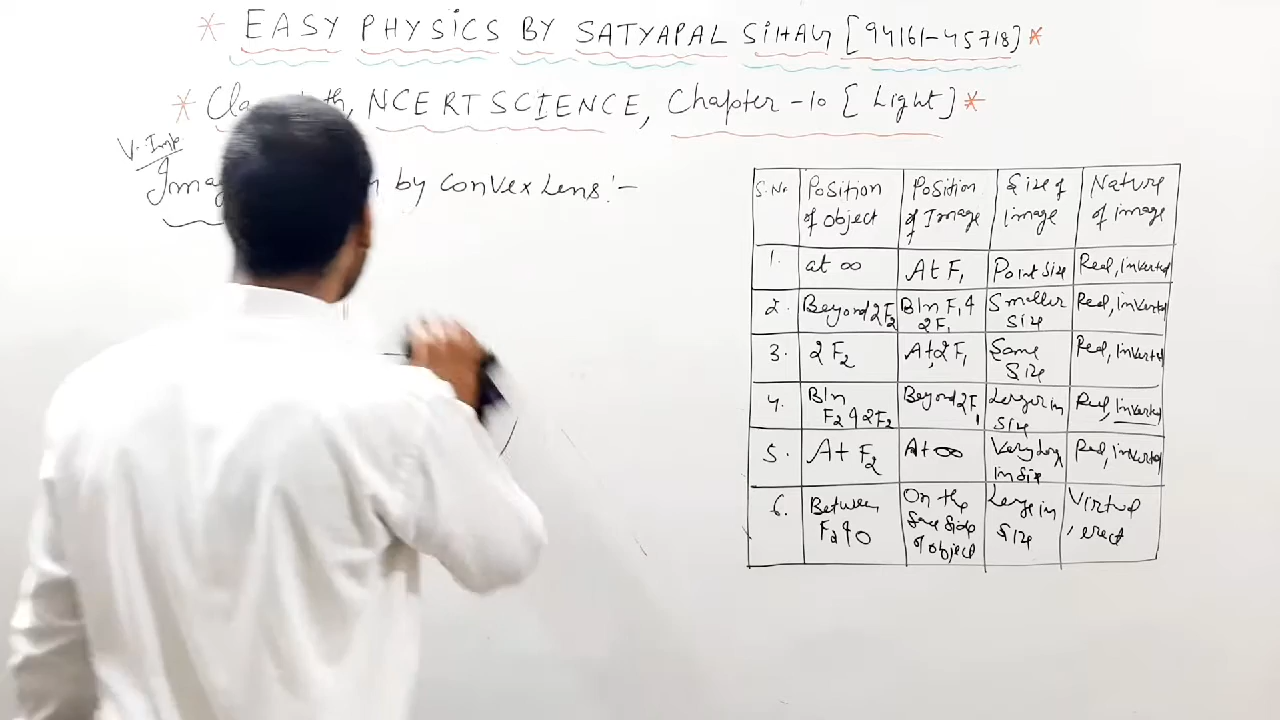 * EASY PHYSICS BY SATYAPAL SIHAG [94161-45718] *
* NCERT SCIENCE, Chapter -10 [Light] *
V. Imp
by Convex Lens:-
S.Nr Position of object Position of Image Size of image Nature of image
1. at ∞ At F1 Point Size Real, inverted
2. Beyond 2F2 B/n F1 & 2F1 Smaller Size Real, inverted
3. 2F2 At 2F1 Same Size Real, inverted
4. B/n F2 & 2F2 Beyond 2F1 Larger in size Real, inverted
5. At F2 At ∞ Very large in size Real, inverted
6. Between F2 & O On the same side of object Large in size Virtual, erect